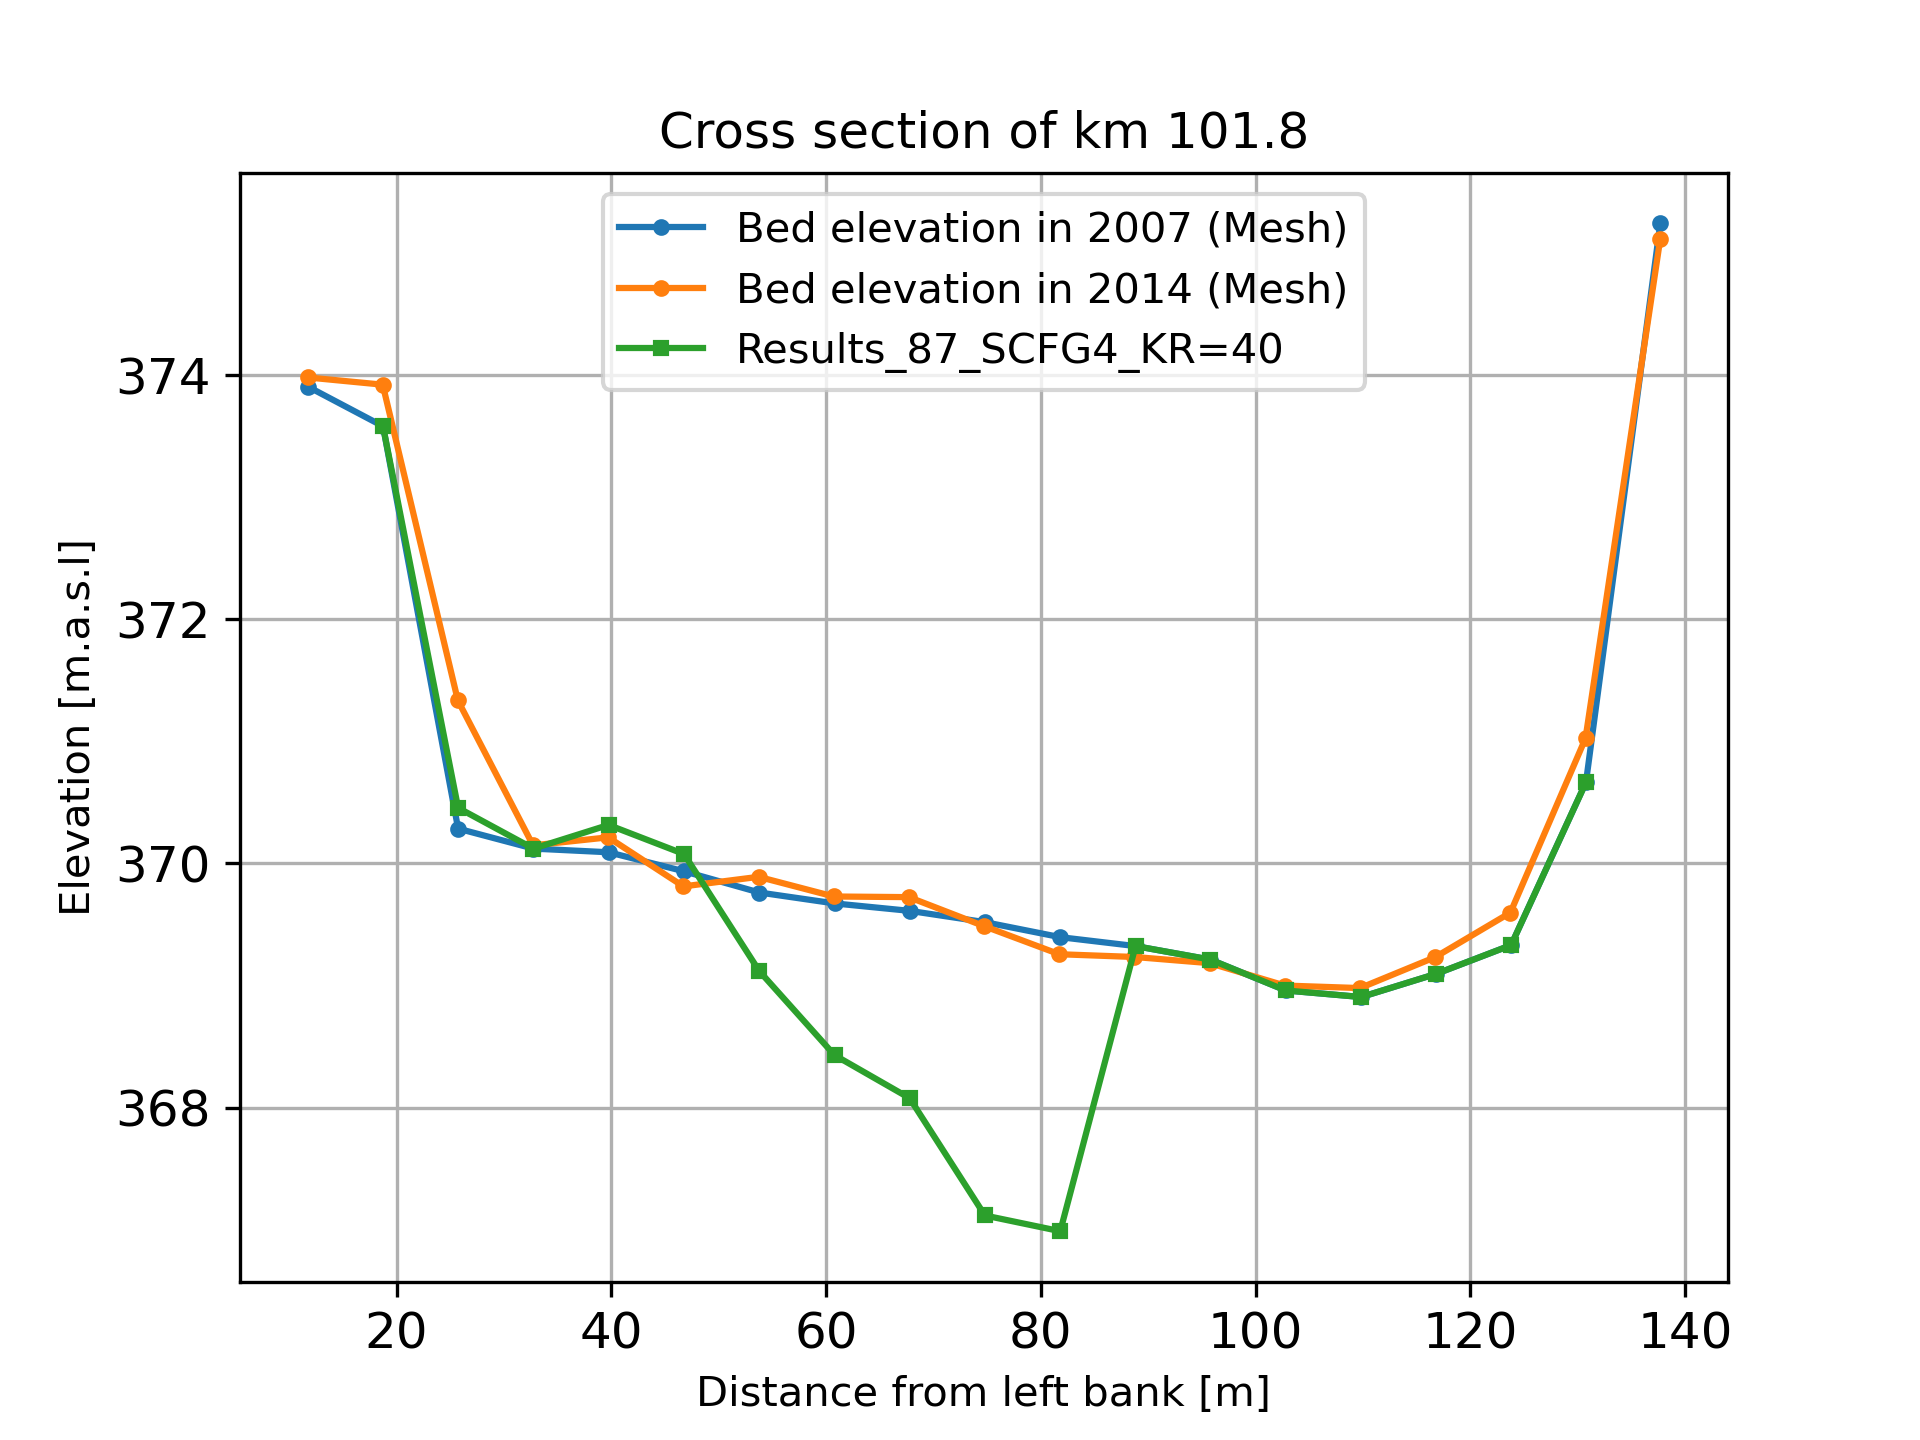 Cross section of km 101.8
Bed elevation in 2007 (Mesh)
Bed elevation in 2014 (Mesh)
Results_87_SCFG4_KR=40
Elevation [m.a.s.l]
374
372
370
368
20 40 60 80 100 120 140
Distance from left bank [m]